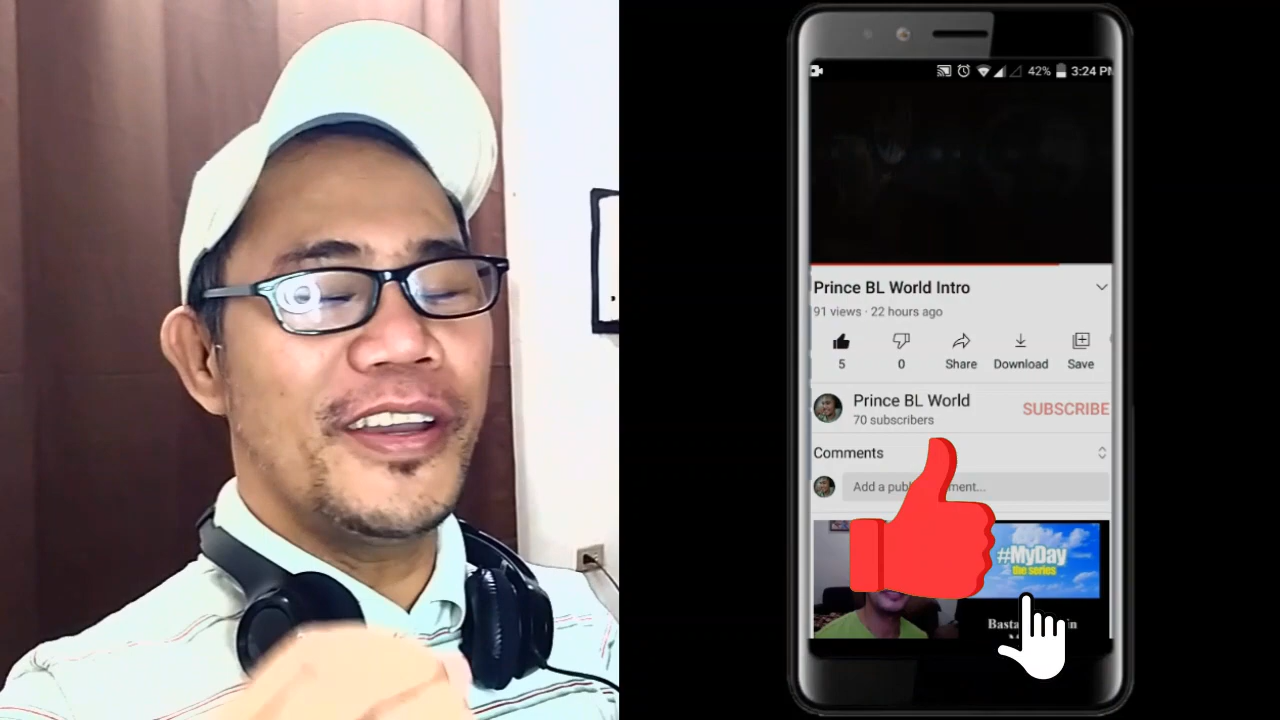 42% 3:24 PM
Prince BL World Intro
91 views · 22 hours ago
5
0
Share
Download
Save
Prince BL World
70 subscribers
SUBSCRIBE
Comments
Add a
#MyDay
the series